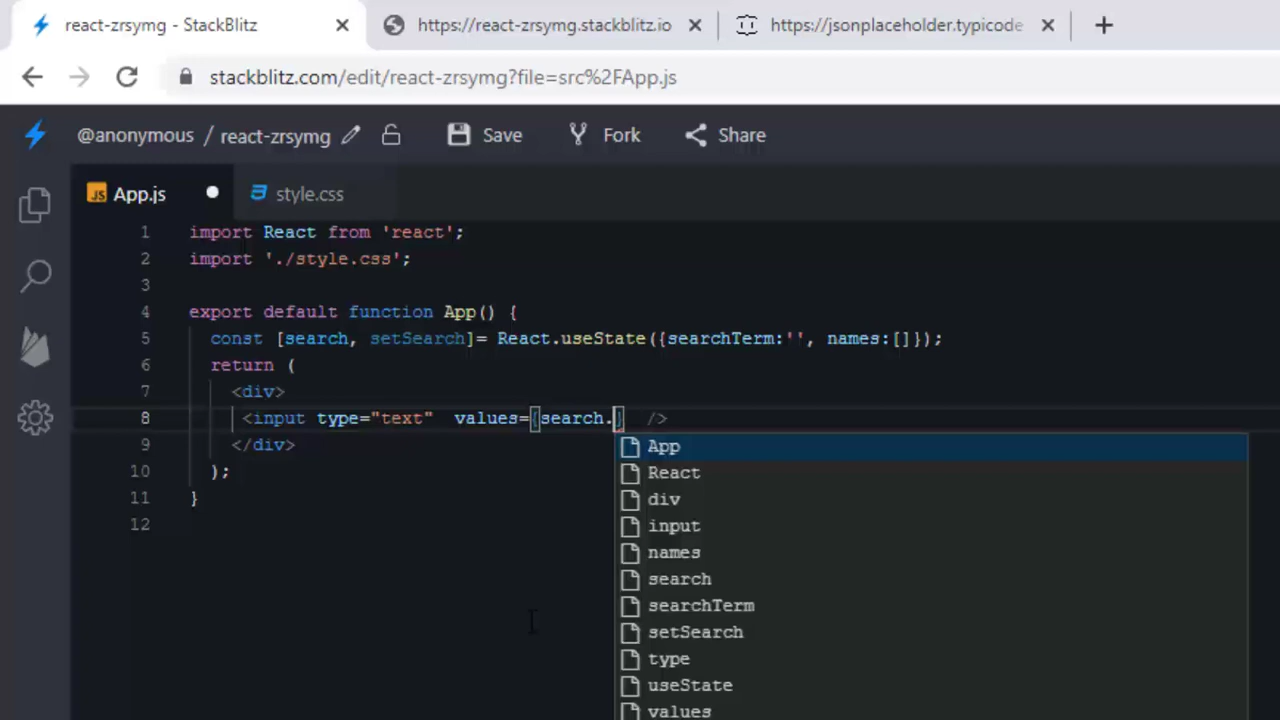 react-zrsymg - StackBlitz
https://react-zrsymg.stackblitz.io
https://jsonplaceholder.typicode
stackblitz.com/edit/react-zrsymg?file=src%2FApp.js
@anonymous / react-zrsymg Save Fork Share
JS App.js style.css
1 import React from 'react';
2 import './style.css';
3
4 export default function App() {
5 const [search, setSearch]= React.useState({searchTerm:'', names:[]});
6 return (
7 <div>
8 <input type="text" values={search.} />
9 </div>
10 );
11 }
12
App
React
div
input
names
search
searchTerm
setSearch
type
useState
values